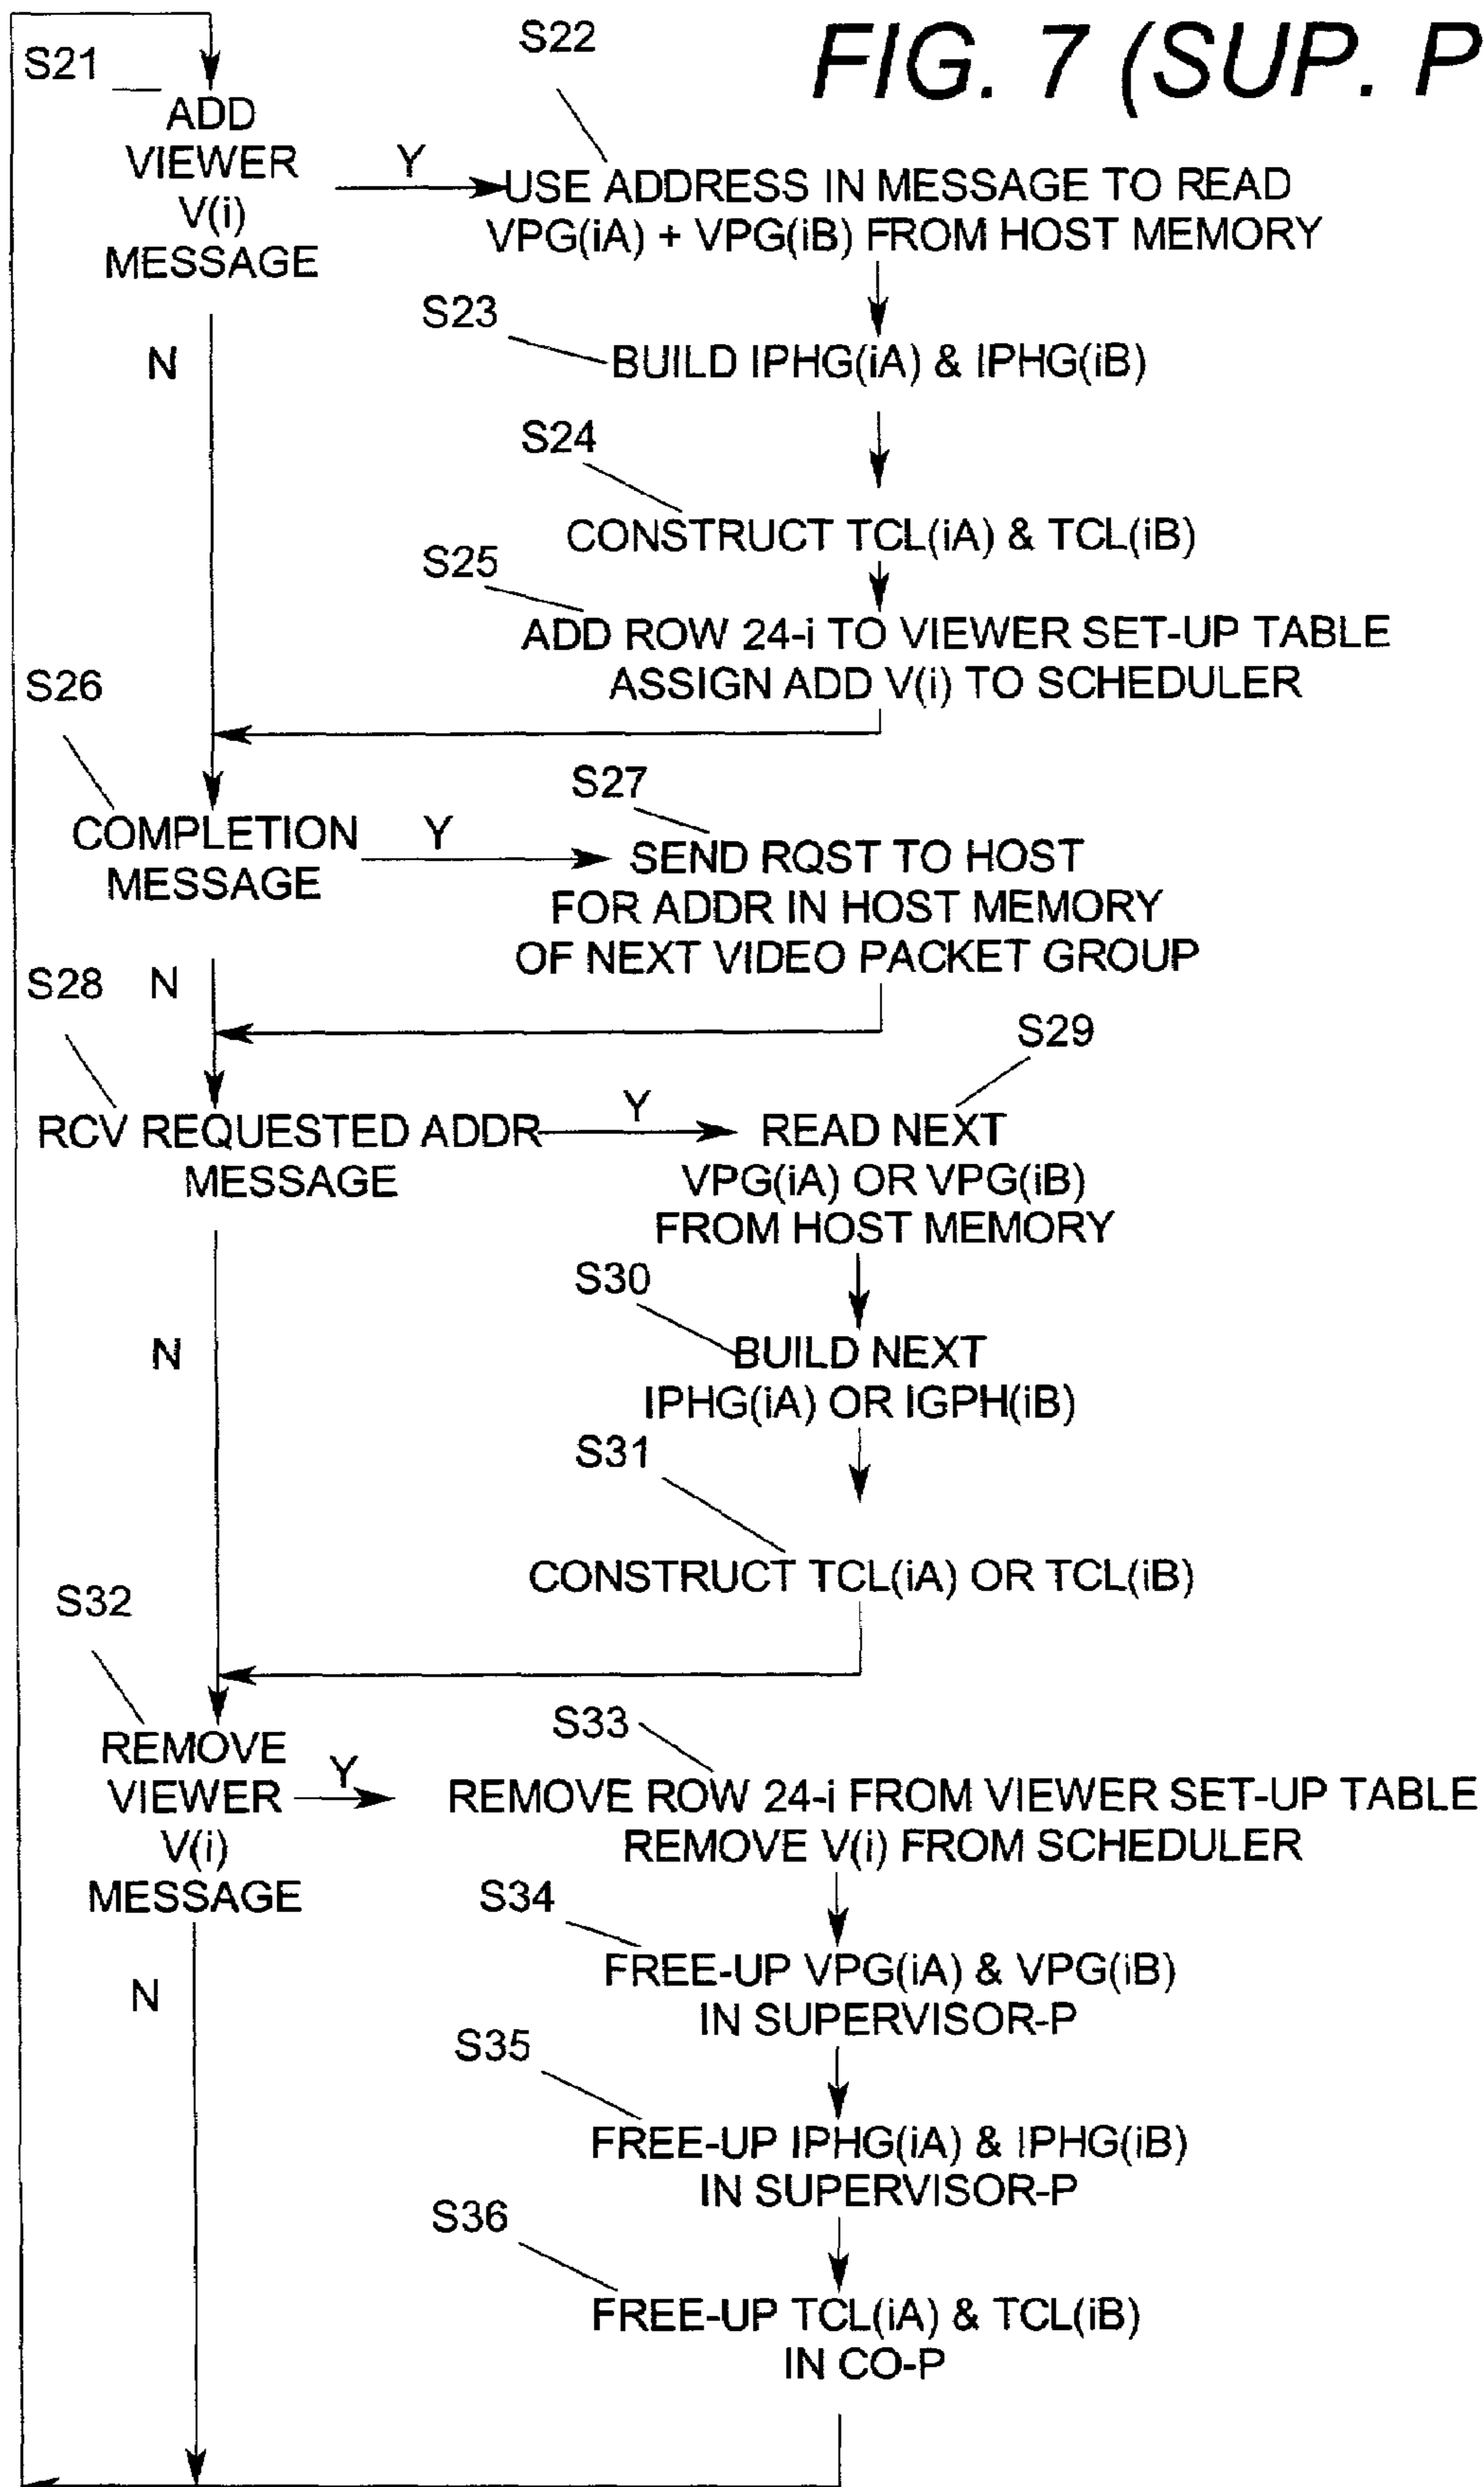 FIG. 7 (SUP. P
S21
S22
ADD
VIEWER
V(i)
MESSAGE
Y
USE ADDRESS IN MESSAGE TO READ
VPG(iA) + VPG(iB) FROM HOST MEMORY
N
S23
BUILD IPHG(iA) & IPHG(iB)
S24
CONSTRUCT TCL(iA) & TCL(iB)
S25
ADD ROW 24-i TO VIEWER SET-UP TABLE
ASSIGN ADD V(i) TO SCHEDULER
S26
COMPLETION
MESSAGE
Y
S27
SEND RQST TO HOST
FOR ADDR IN HOST MEMORY
OF NEXT VIDEO PACKET GROUP
N
S28
RCV REQUESTED ADDR
MESSAGE
Y
S29
READ NEXT
VPG(iA) OR VPG(iB)
FROM HOST MEMORY
N
S30
BUILD NEXT
IPHG(iA) OR IGPH(iB)
S31
CONSTRUCT TCL(iA) OR TCL(iB)
S32
REMOVE
VIEWER
V(i)
MESSAGE
Y
S33
REMOVE ROW 24-i FROM VIEWER SET-UP TABLE
REMOVE V(i) FROM SCHEDULER
N
S34
FREE-UP VPG(iA) & VPG(iB)
IN SUPERVISOR-P
S35
FREE-UP IPHG(iA) & IPHG(iB)
IN SUPERVISOR-P
S36
FREE-UP TCL(iA) & TCL(iB)
IN CO-P